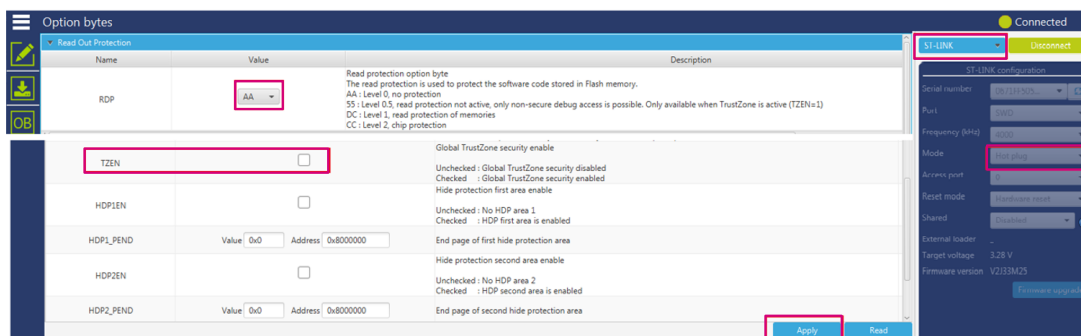 Option bytes
Connected
Read Out Protection
ST-LINK
Disconnect
Name Value Description
ST-LINK configuration
Read protection option byte
The read protection is used to protect the software code stored in Flash memory.
RDP AA AA : Level 0, no protection
55 : Level 0.5, read protection not active, only non-secure debug access is possible. Only available when TrustZone is active (TZEN=1)
DC : Level 1, read protection of memories
CC : Level 2, chip protection
OB
Serial number
Port SWD
Frequency (kHz) 4000
Mode Hot plug
Access port 0
Reset mode Hardware reset
Shared Disabled
External loader -
Target voltage 3.28 V
Firmware version V2J33M25
Firmware upgrade
Global TrustZone security enable
TZEN
Unchecked : Global TrustZone security disabled
Checked : Global TrustZone security enabled
Hide protection first area enable
HDP1EN
Unchecked : No HDP area 1
Checked : HDP first area is enabled
HDP1_PEND Value 0x0 Address 0x8000000 End page of first hide protection area
Hide protection second area enable
HDP2EN
Unchecked : No HDP area 2
Checked : HDP second area is enabled
HDP2_PEND Value 0x0 Address 0x8000000 End page of second hide protection area
Apply Read